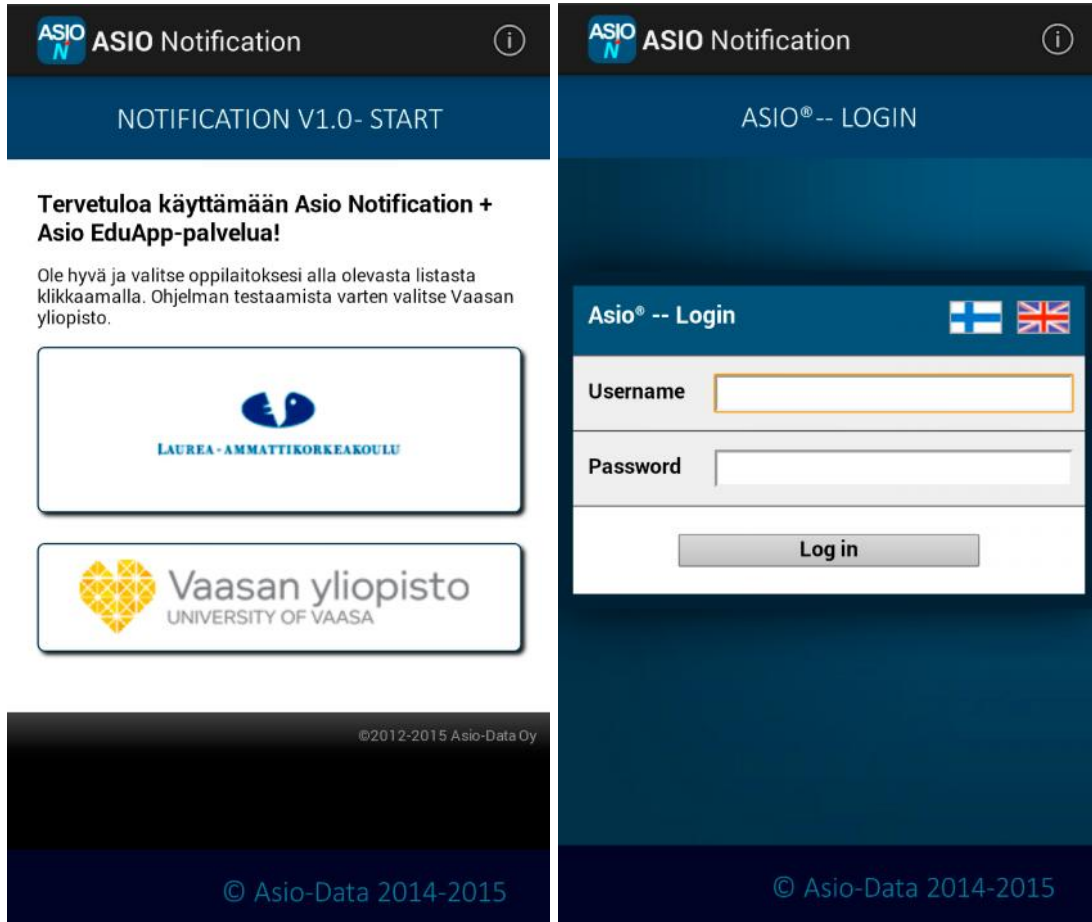 ASIO N ASIO Notification
NOTIFICATION V1.0- START
Tervetuloa käyttämään Asio Notification +
Asio EduApp-palvelua!
Ole hyvä ja valitse oppilaitoksesi alla olevasta listasta
klikkaamalla. Ohjelman testaamista varten valitse Vaasan
yliopisto.
LAUREA-AMMATTIKORKEAKOULU
Vaasan yliopisto
UNIVERSITY OF VAASA
©2012-2015 Asio-Data Oy
© Asio-Data 2014-2015
ASIO N ASIO Notification
ASIO®-- LOGIN
Asio® -- Login
Username
Password
Log in
© Asio-Data 2014-2015